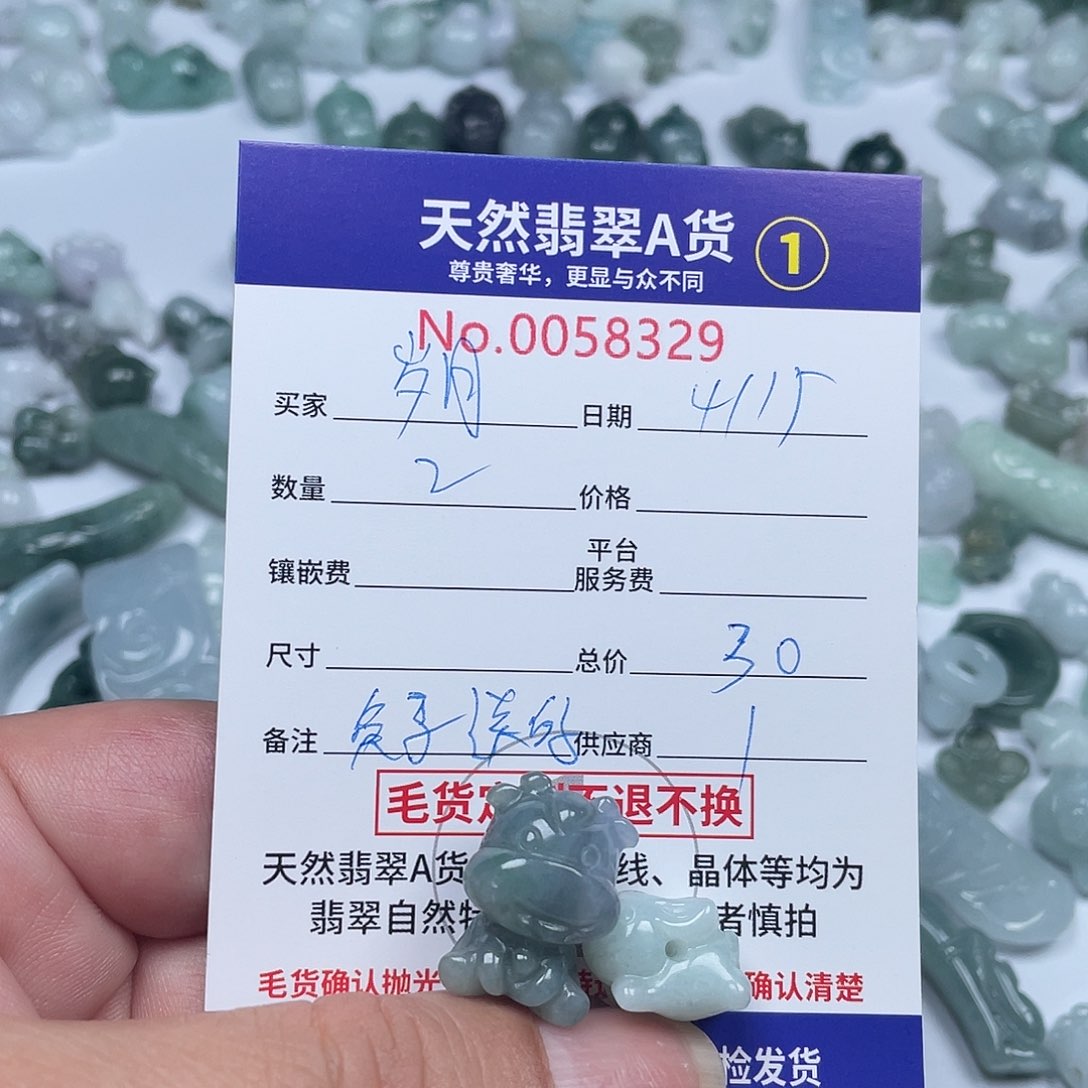 天然翡翠A货 1
尊贵奢华，更显与众不同
No.0058329
买家 岁月 日期 4/15
数量 2 价格
镶嵌费 平台
服务费
尺寸 总价 30
备注 供应商 1
毛货定 不退不换
天然翡翠A货 线、晶体等均为
翡翠自然特 者慎拍
毛货确认抛光 确认清楚
检发货